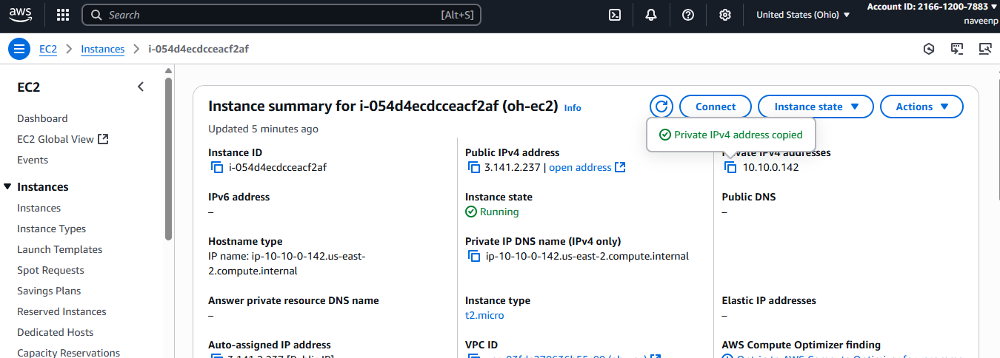 aws
Search
[Alt+S]
United States (Ohio)
Account ID: 2166-1200-7883
naveenp
EC2
Instances
i-054d4ecdcceacf2af
EC2
Dashboard
EC2 Global View
Events
Instances
Instances
Instance Types
Launch Templates
Spot Requests
Savings Plans
Reserved Instances
Dedicated Hosts
Capacity Reservations
Instance summary for i-054d4ecdcceacf2af (oh-ec2) Info
Updated 5 minutes ago
Connect
Instance state
Actions
Private IPv4 address copied
Instance ID
i-054d4ecdcceacf2af
Public IPv4 address
3.141.2.237 | open address
Private IPv4 addresses
10.10.0.142
IPv6 address
–
Instance state
Running
Public DNS
–
Hostname type
IP name: ip-10-10-0-142.us-east-
2.compute.internal
Private IP DNS name (IPv4 only)
ip-10-10-0-142.us-east-2.compute.internal
Answer private resource DNS name
–
Instance type
t2.micro
Elastic IP addresses
–
Auto-assigned IP address
3.141.2.237 [Public IP]
VPC ID
AWS Compute Optimizer finding